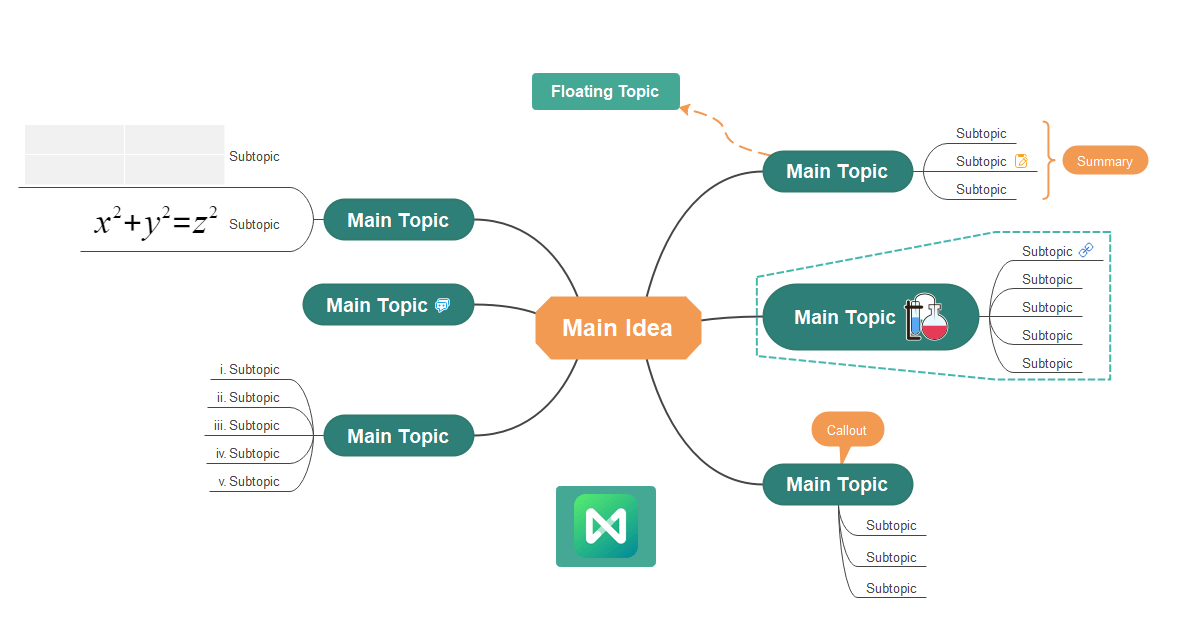 Floating Topic
Main Topic
Subtopic
Subtopic
Subtopic
Summary
Subtopic
x²+y²=z² Subtopic
Main Topic
Main Topic
Main Idea
Main Topic
Subtopic
Subtopic
Subtopic
Subtopic
Subtopic
i. Subtopic
ii. Subtopic
iii. Subtopic
iv. Subtopic
v. Subtopic
Main Topic
Callout
Main Topic
Subtopic
Subtopic
Subtopic